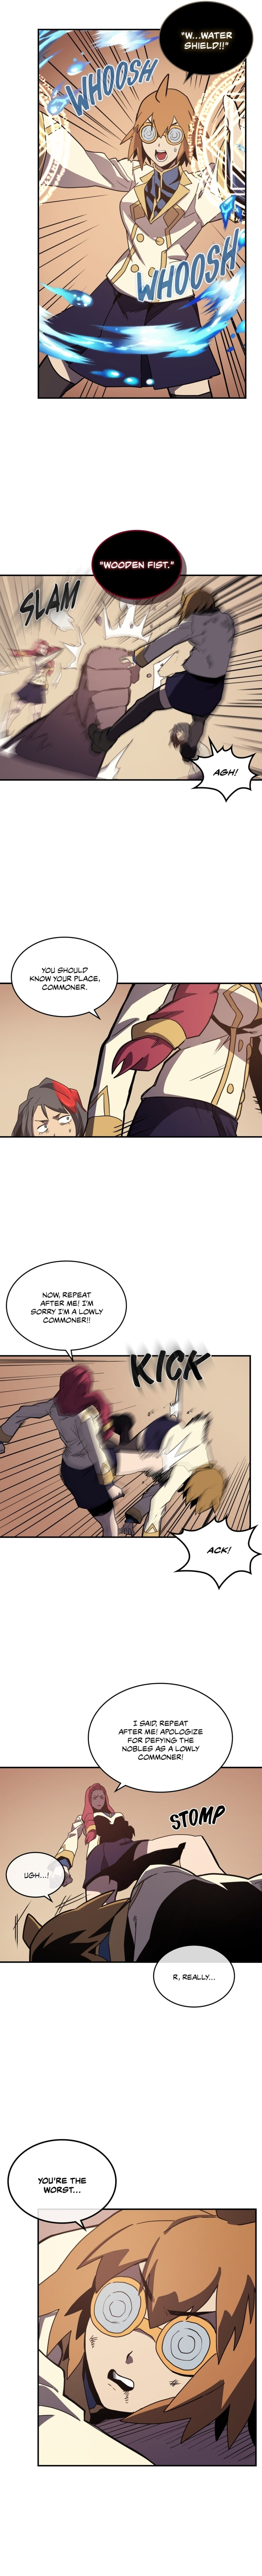 "W...WATER
SHIELD!!"
WHOOSH
WHOOSH
"WOODEN FIST."
SLAM
AGH!
YOU SHOULD
KNOW YOUR PLACE,
COMMONER.
NOW, REPEAT
AFTER ME! I'M
SORRY I'M A LOWLY
COMMONER!!
KICK
ACK!
I SAID, REPEAT
AFTER ME! APOLOGIZE
FOR DEFYING THE
NOBLES AS A LOWLY
COMMONER!
STOMP
UGH...!
R, REALLY...
YOU'RE THE
WORST...